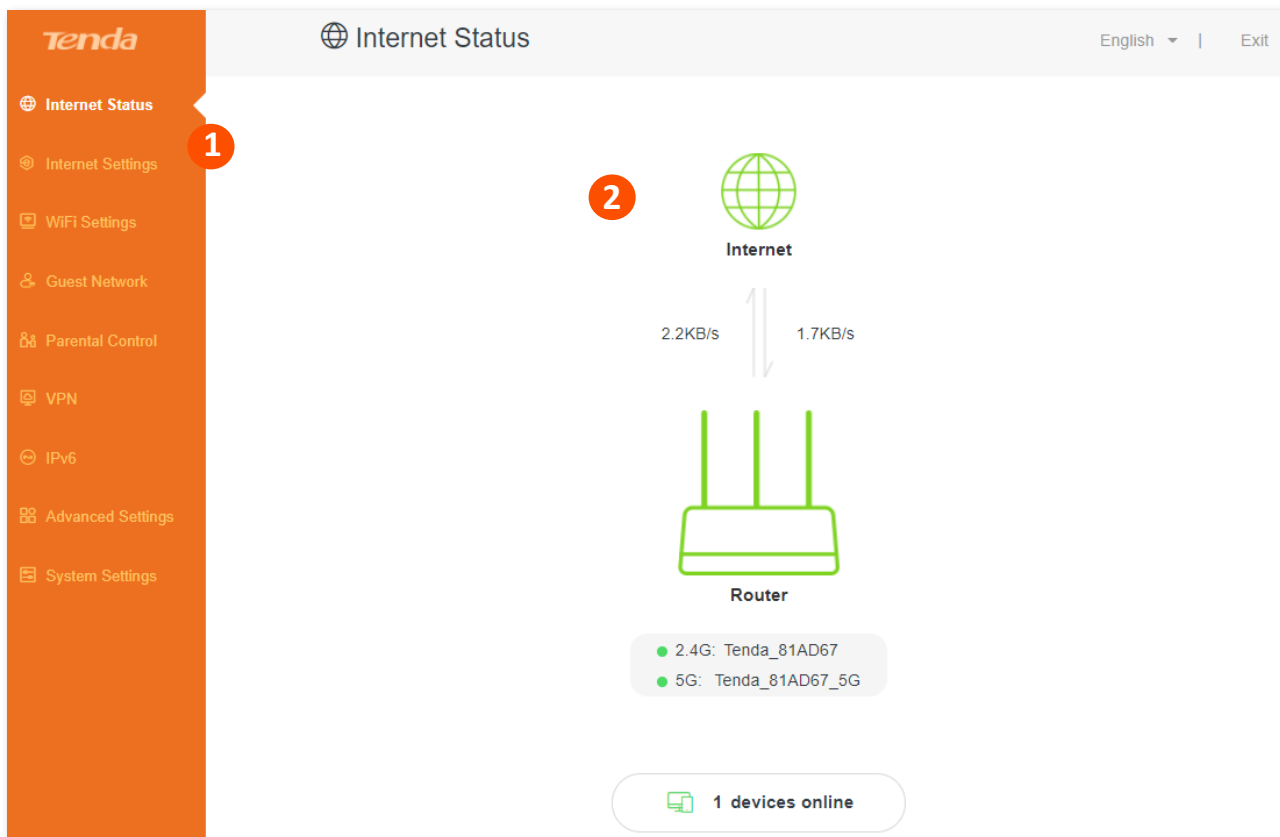 Tenda
Internet Status
English |
Exit
Internet Status
1
Internet Settings
WiFi Settings
Guest Network
Parental Control
VPN
IPv6
Advanced Settings
System Settings
2
Internet
2.2KB/s
1.7KB/s
Router
2.4G: Tenda_81AD67
5G: Tenda_81AD67_5G
1 devices online